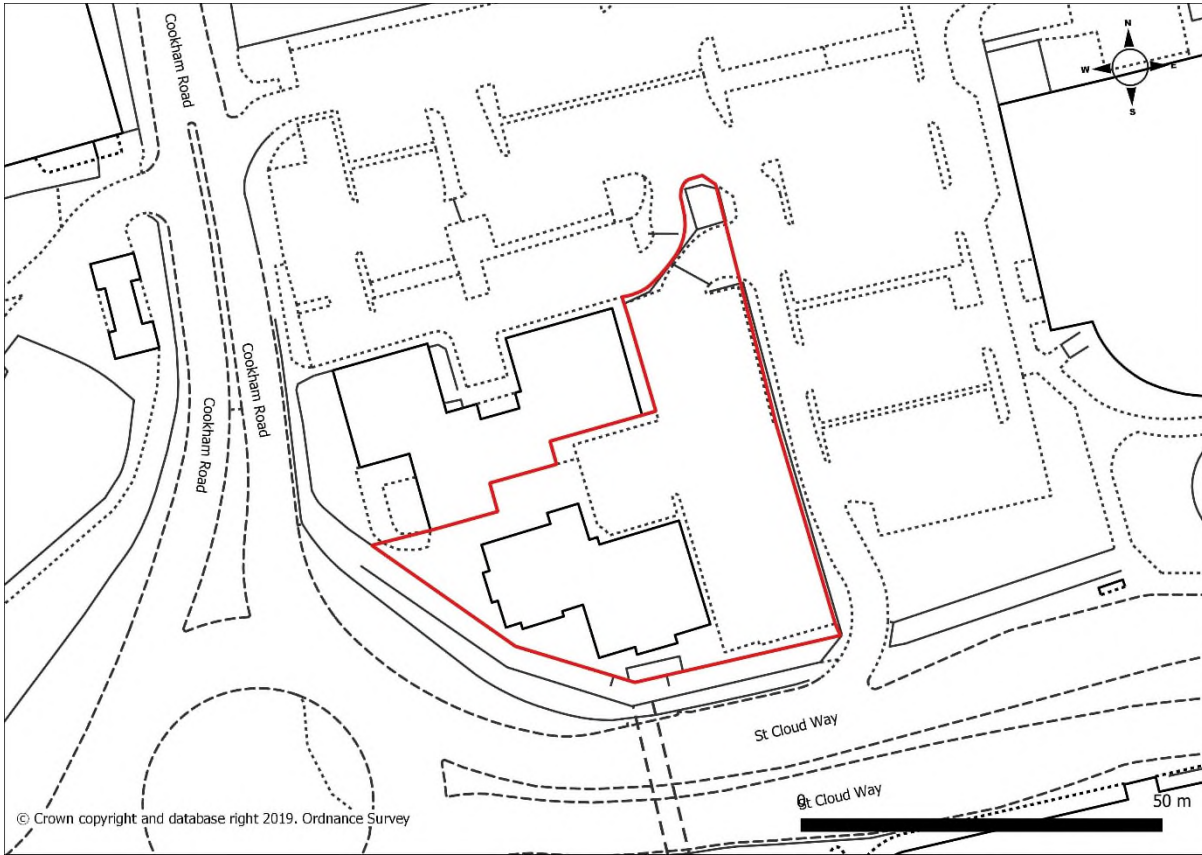 Cookham Road
N
W E
S
Cookham Road
Cookham Road
St Cloud Way
St Cloud Way
0 50 m
© Crown copyright and database right 2019. Ordnance Survey